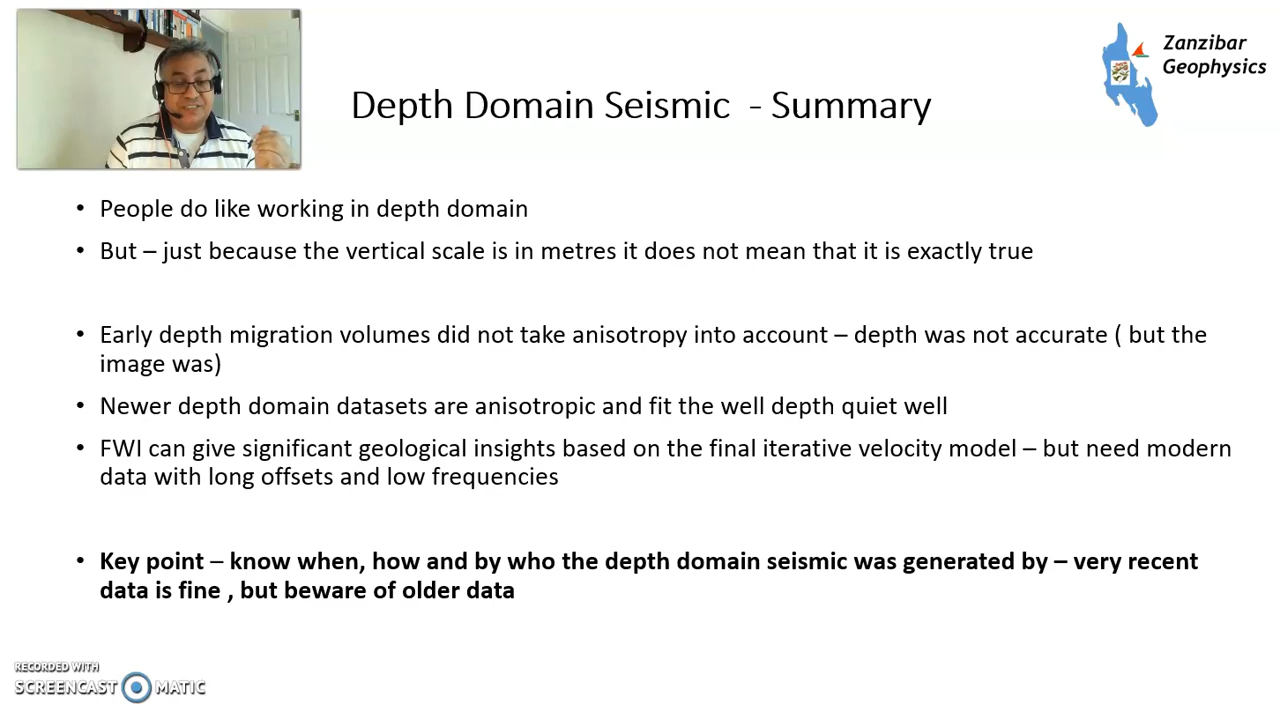 Zanzibar
Geophysics
Depth Domain Seismic - Summary
• People do like working in depth domain
• But – just because the vertical scale is in metres it does not mean that it is exactly true
• Early depth migration volumes did not take anisotropy into account – depth was not accurate ( but the
image was)
• Newer depth domain datasets are anisotropic and fit the well depth quiet well
• FWI can give significant geological insights based on the final iterative velocity model – but need modern
data with long offsets and low frequencies
• Key point – know when, how and by who the depth domain seismic was generated by – very recent
data is fine , but beware of older data
RECORDED WITH
SCREENCAST MATIC